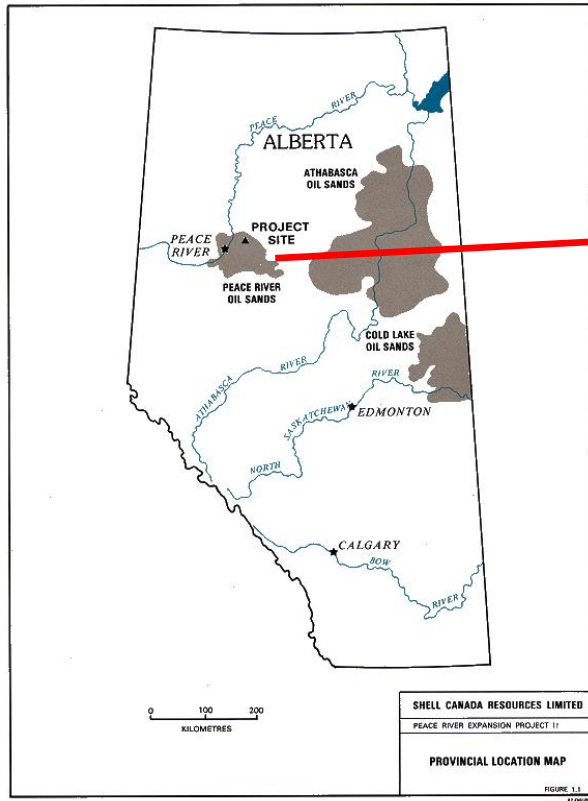 PEACE
RIVER
ALBERTA
ATHABASCA
OIL SANDS
PROJECT
SITE
PEACE
RIVER
PEACE RIVER
OIL SANDS
COLD LAKE
OIL SANDS
ATHABASCA
RIVER
RIVER
SASKATCHEWAN
EDMONTON
NORTH
CALGARY
BOW
RIVER
0 100 200
KILOMETRES
SHELL CANADA RESOURCES LIMITED
PEACE RIVER EXPANSION PROJECT II
PROVINCIAL LOCATION MAP
FIGURE 1.1